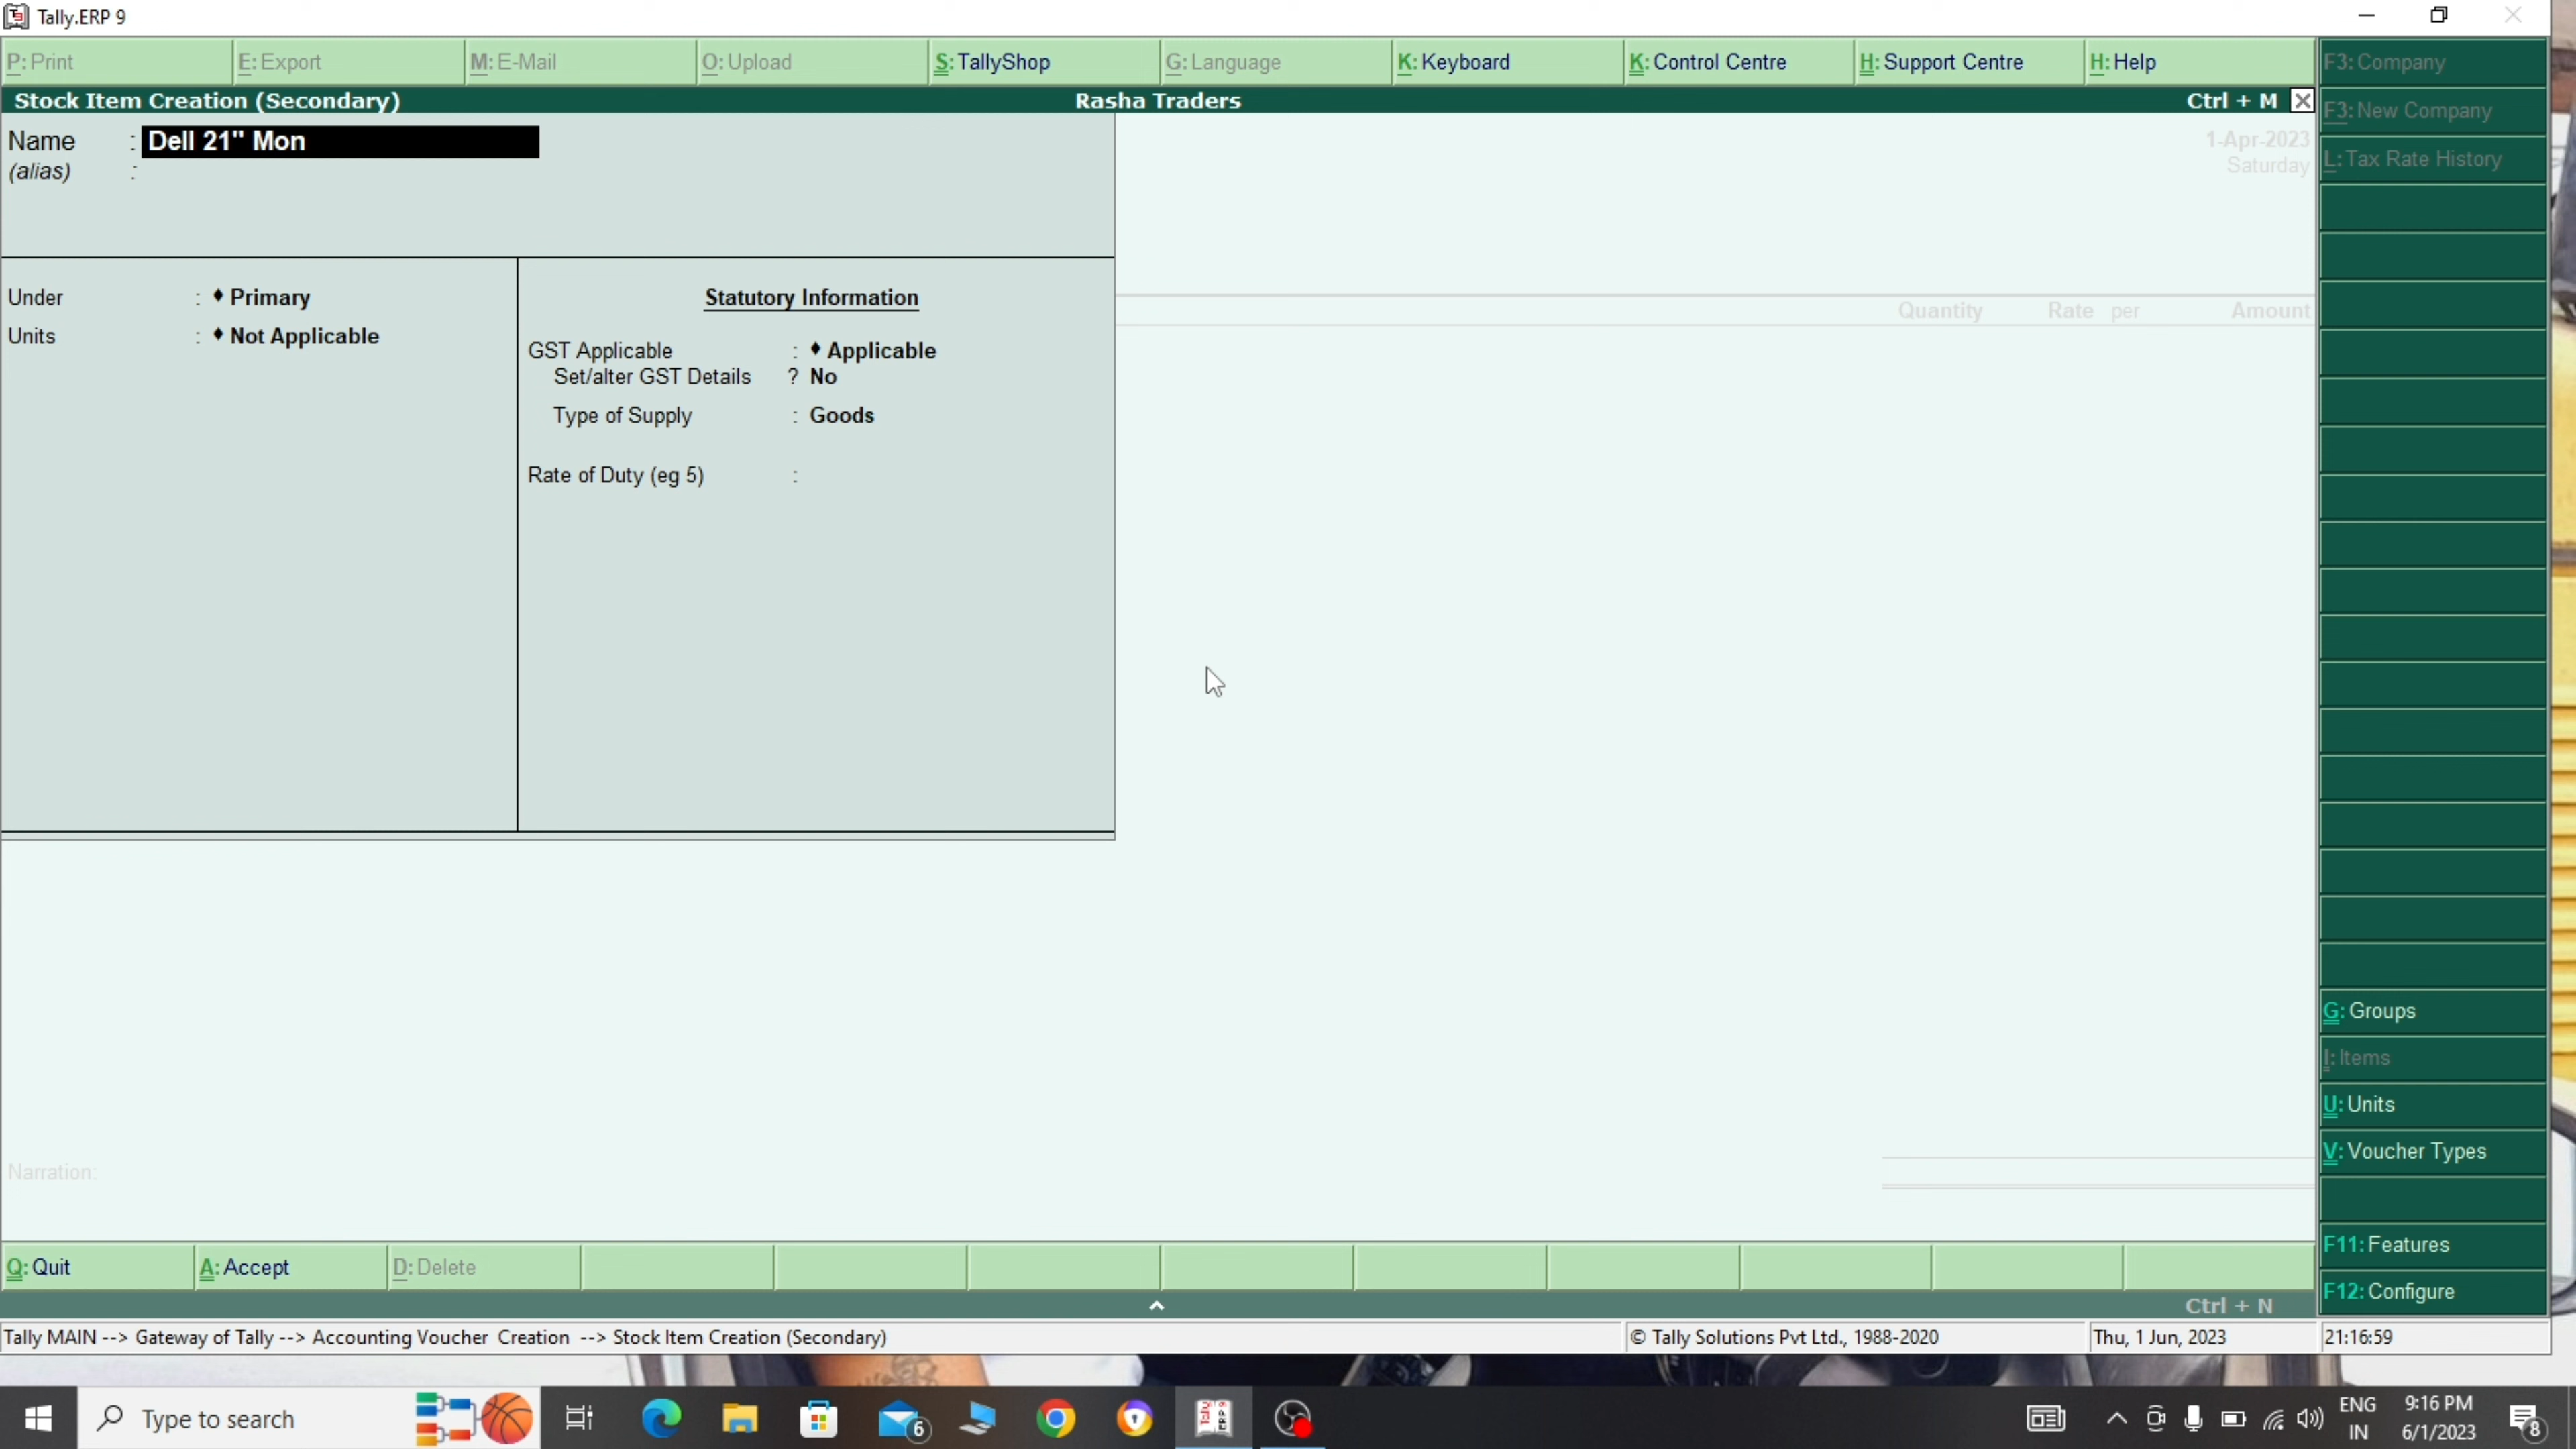 Tally.ERP 9
P: Print E: Export M: E-Mail O: Upload S: TallyShop G: Language K: Keyboard K: Control Centre H: Support Centre H: Help
F3: Company
Stock Item Creation (Secondary) Rasha Traders Ctrl + M
F3: New Company
Name : Dell 21" Mon
1-Apr-2023
L: Tax Rate History
(alias) :
Saturday
Under : ♦ Primary
Statutory Information
Quantity Rate per Amount
Units : ♦ Not Applicable
GST Applicable : ♦ Applicable
Set/alter GST Details ? No
Type of Supply : Goods
Rate of Duty (eg 5) :
G: Groups
I: Items
U: Units
V: Voucher Types
Narration:
F11: Features
Q: Quit A: Accept D: Delete
F12: Configure
Ctrl + N
Tally MAIN --> Gateway of Tally --> Accounting Voucher Creation --> Stock Item Creation (Secondary) © Tally Solutions Pvt Ltd., 1988-2020 Thu, 1 Jun, 2023 21:16:59
Type to search 6 ENG 9:16 PM
IN 6/1/2023 8